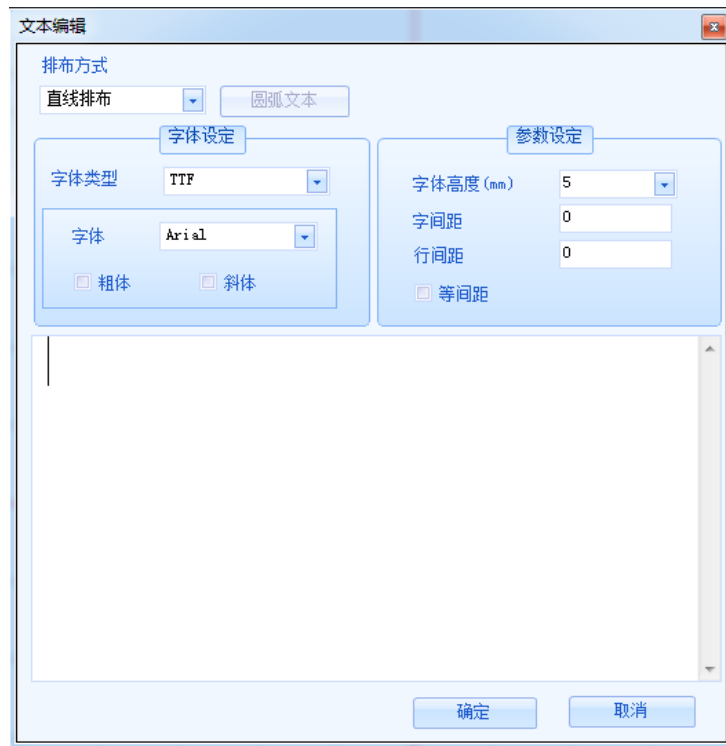 文本编辑
排布方式
直线排布 圆弧文本
字体设定
字体类型 TTF
字体 Arial
粗体 斜体
参数设定
字体高度(mm) 5
字间距 0
行间距 0
等间距
确定 取消